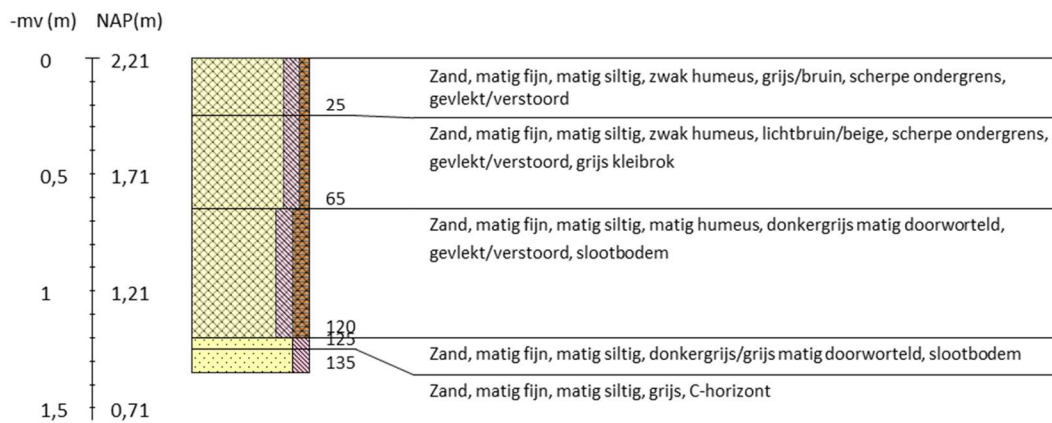 -mv (m) NAP(m)
0 2,21
Zand, matig fijn, matig siltig, zwak humeus, grijs/bruin, scherpe ondergrens,
gevlekt/verstoord
25
Zand, matig fijn, matig siltig, zwak humeus, lichtbruin/beige, scherpe ondergrens,
gevlekt/verstoord, grijs kleibrok
0,5 1,71
65
Zand, matig fijn, matig siltig, matig humeus, donkergrijs matig doorworteld,
gevlekt/verstoord, slootbodem
1 1,21
120
125
Zand, matig fijn, matig siltig, donkergrijs/grijs matig doorworteld, slootbodem
135
Zand, matig fijn, matig siltig, grijs, C-horizont
1,5 0,71